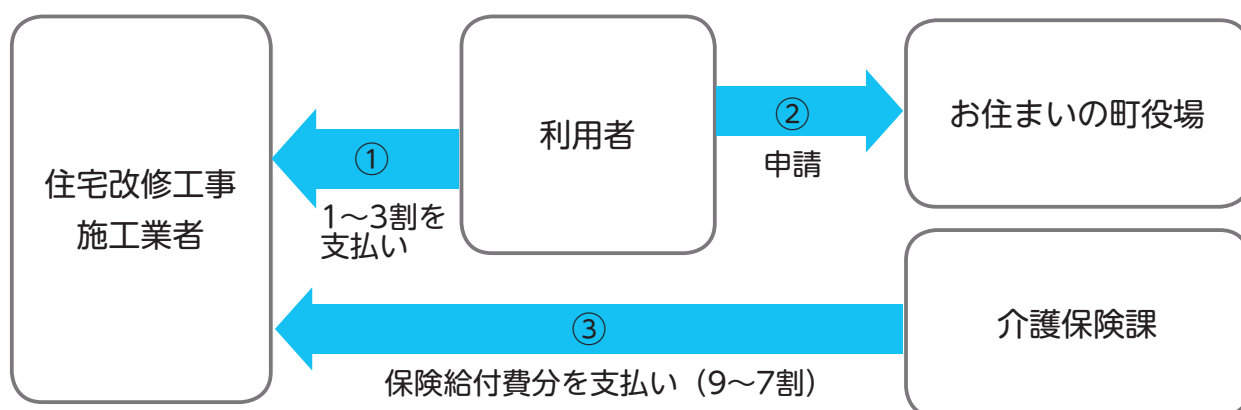 住宅改修工事
施工業者
①
1～3割を
支払い
利用者
②
申請
お住まいの町役場
③
保険給付費分を支払い（9～7割）
介護保険課